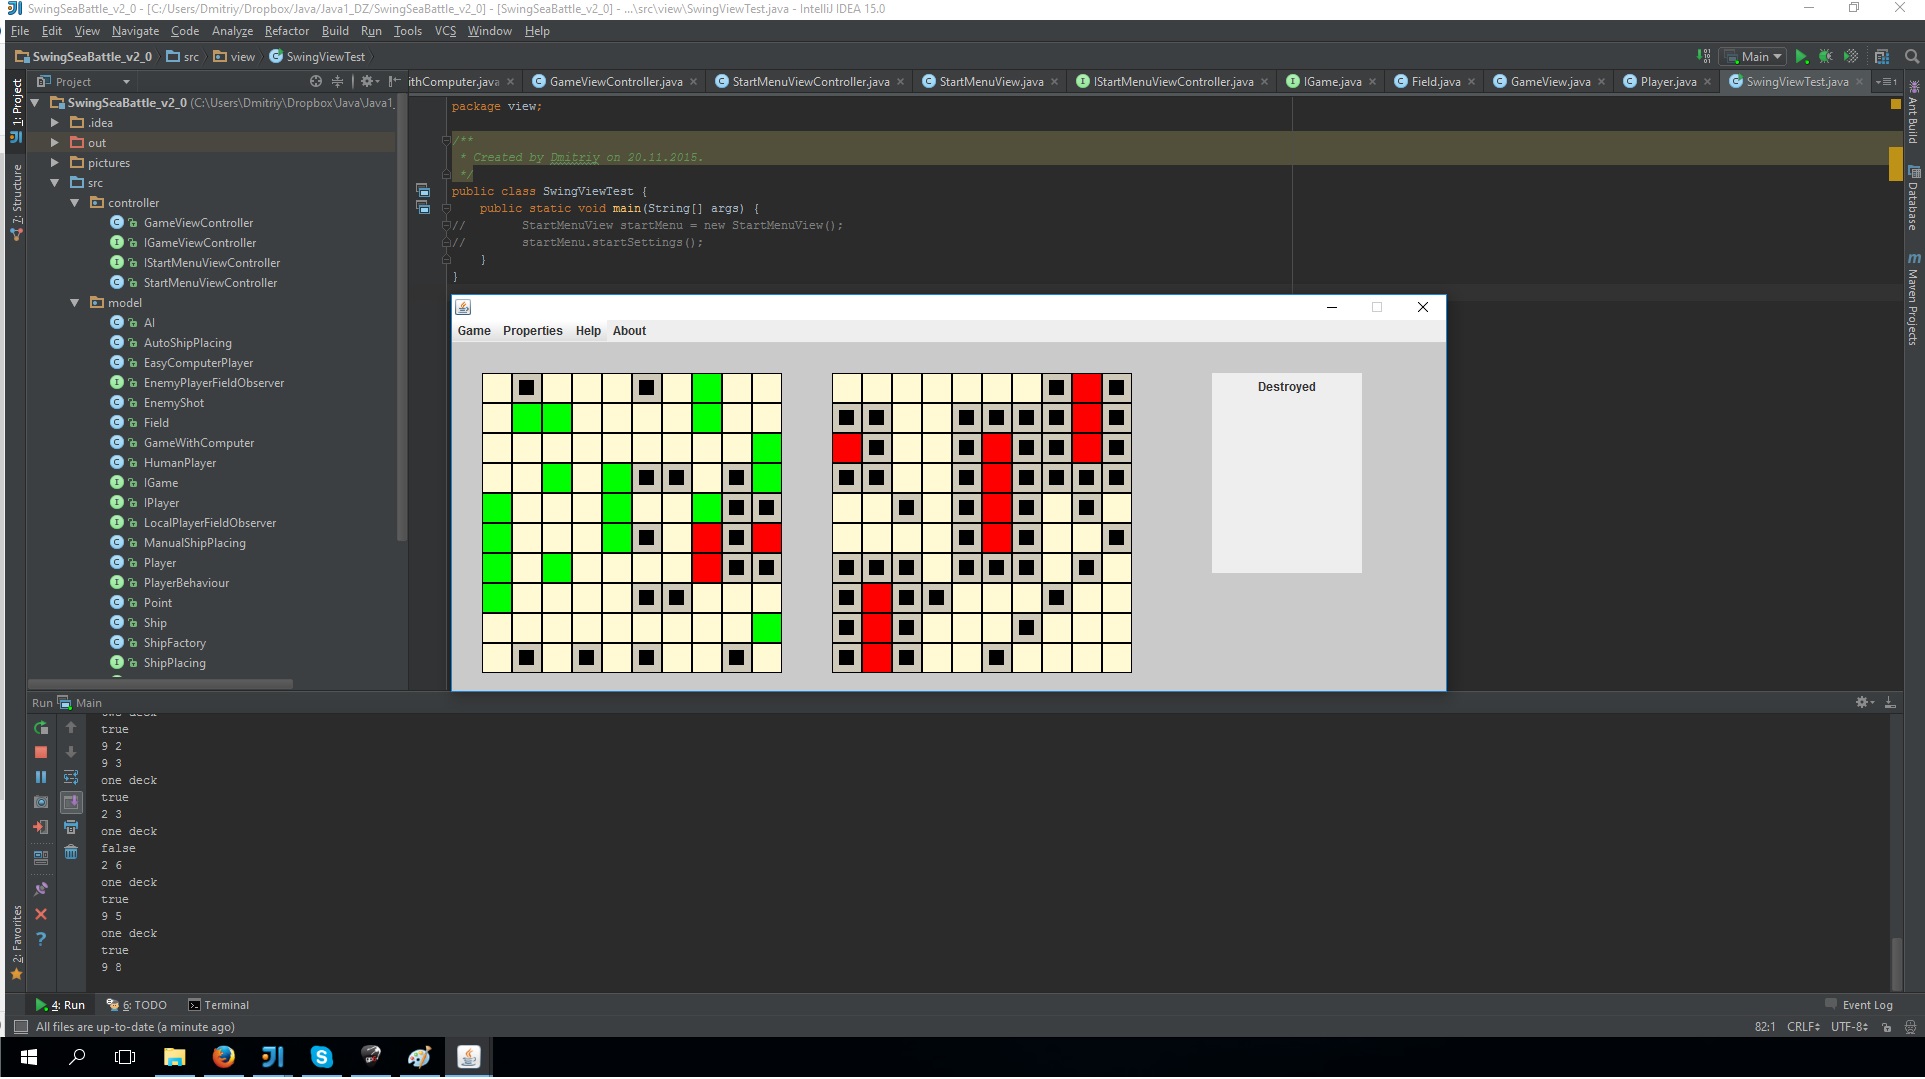 SwingSeaBattle_v2_0 - [C:/Users/Dmitriy/Dropbox/Java/Java1_DZ/SwingSeaBattle_v2_0] - [SwingSeaBattle_v2_0] - ...\src\view\SwingViewTest.java - IntelliJ IDEA 15.0
File Edit View Navigate Code Analyze Refactor Build Run Tools VCS Window Help
SwingSeaBattle_v2_0 src view SwingViewTest Main
Project
ithComputer.java GameViewController.java StartMenuViewController.java StartMenuView.java IStartMenuViewController.java IGame.java Field.java GameView.java Player.java SwingViewTest.java
1: Project
7: Structure
2: Favorites
SwingSeaBattle_v2_0 (C:\Users\Dmitriy\Dropbox\Java\Java1_
.idea
out
pictures
src
controller
GameViewController
IGameViewController
IStartMenuViewController
StartMenuViewController
model
AI
AutoShipPlacing
EasyComputerPlayer
EnemyPlayerFieldObserver
EnemyShot
Field
GameWithComputer
HumanPlayer
IGame
IPlayer
LocalPlayerFieldObserver
ManualShipPlacing
Player
PlayerBehaviour
Point
Ship
ShipFactory
ShipPlacing
package view;
/**
* Created by Dmitriy on 20.11.2015.
*/
public class SwingViewTest {
public static void main(String[] args) {
// StartMenuView startMenu = new StartMenuView();
// startMenu.startSettings();
}
}
Ant Build
Database
Maven Projects
Game Properties Help About
Destroyed
Run Main
two deck
true
9 2
9 3
one deck
true
2 3
one deck
false
2 6
one deck
true
9 5
one deck
true
9 8
4: Run 6: TODO Terminal Event Log
All files are up-to-date (a minute ago) 82:1 CRLF UTF-8